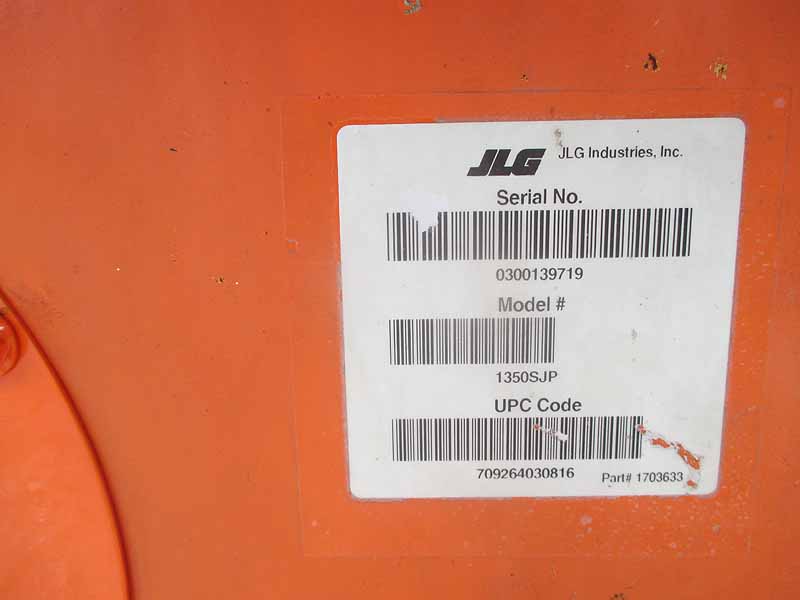 JLG JLG Industries, Inc.
Serial No.
0300139719
Model #
1350SJP
UPC Code
709264030816 Part# 1703633